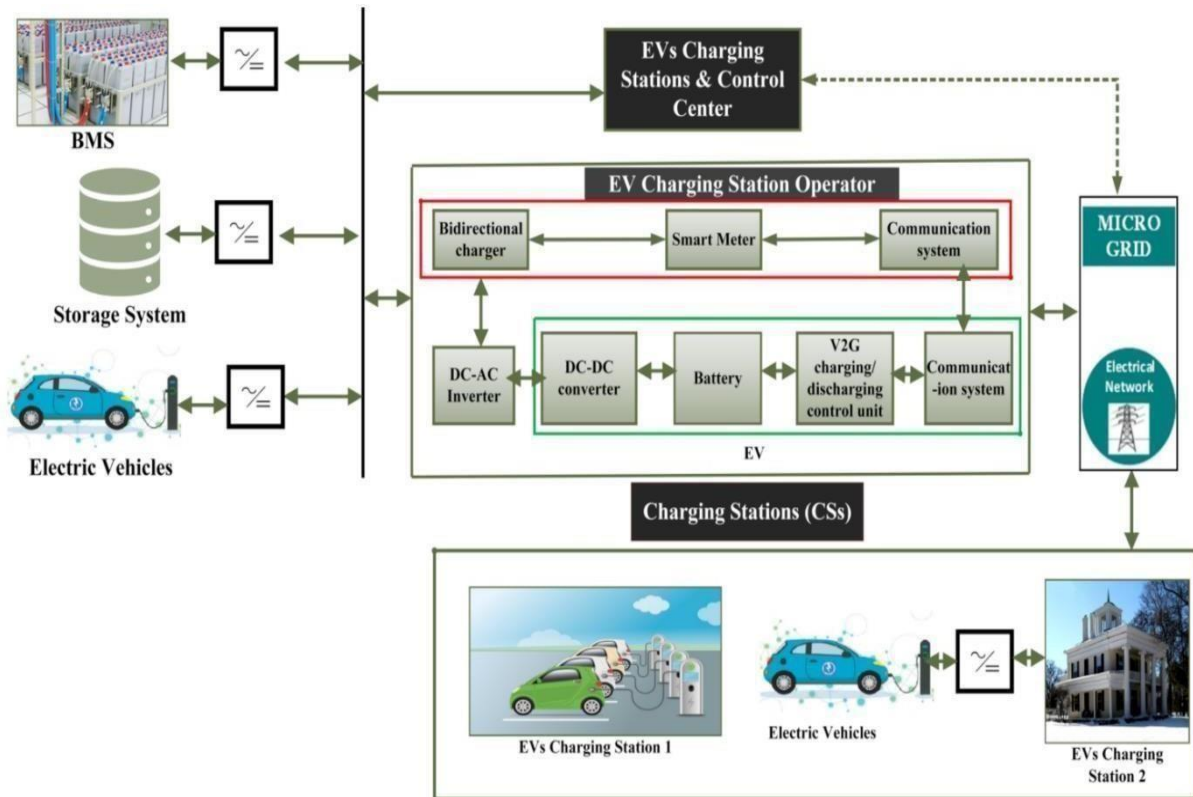 BMS
Storage System
Electric Vehicles
EVs Charging
Stations & Control
Center
EV Charging Station Operator
Bidirectional
charger
Smart Meter
Communication
system
DC-AC
Inverter
DC-DC
converter
Battery
V2G
charging/
discharging
control unit
Communicat
-ion system
EV
MICRO
GRID
Electrical
Network
Charging Stations (CSs)
EVs Charging Station 1
Electric Vehicles
EVs Charging
Station 2